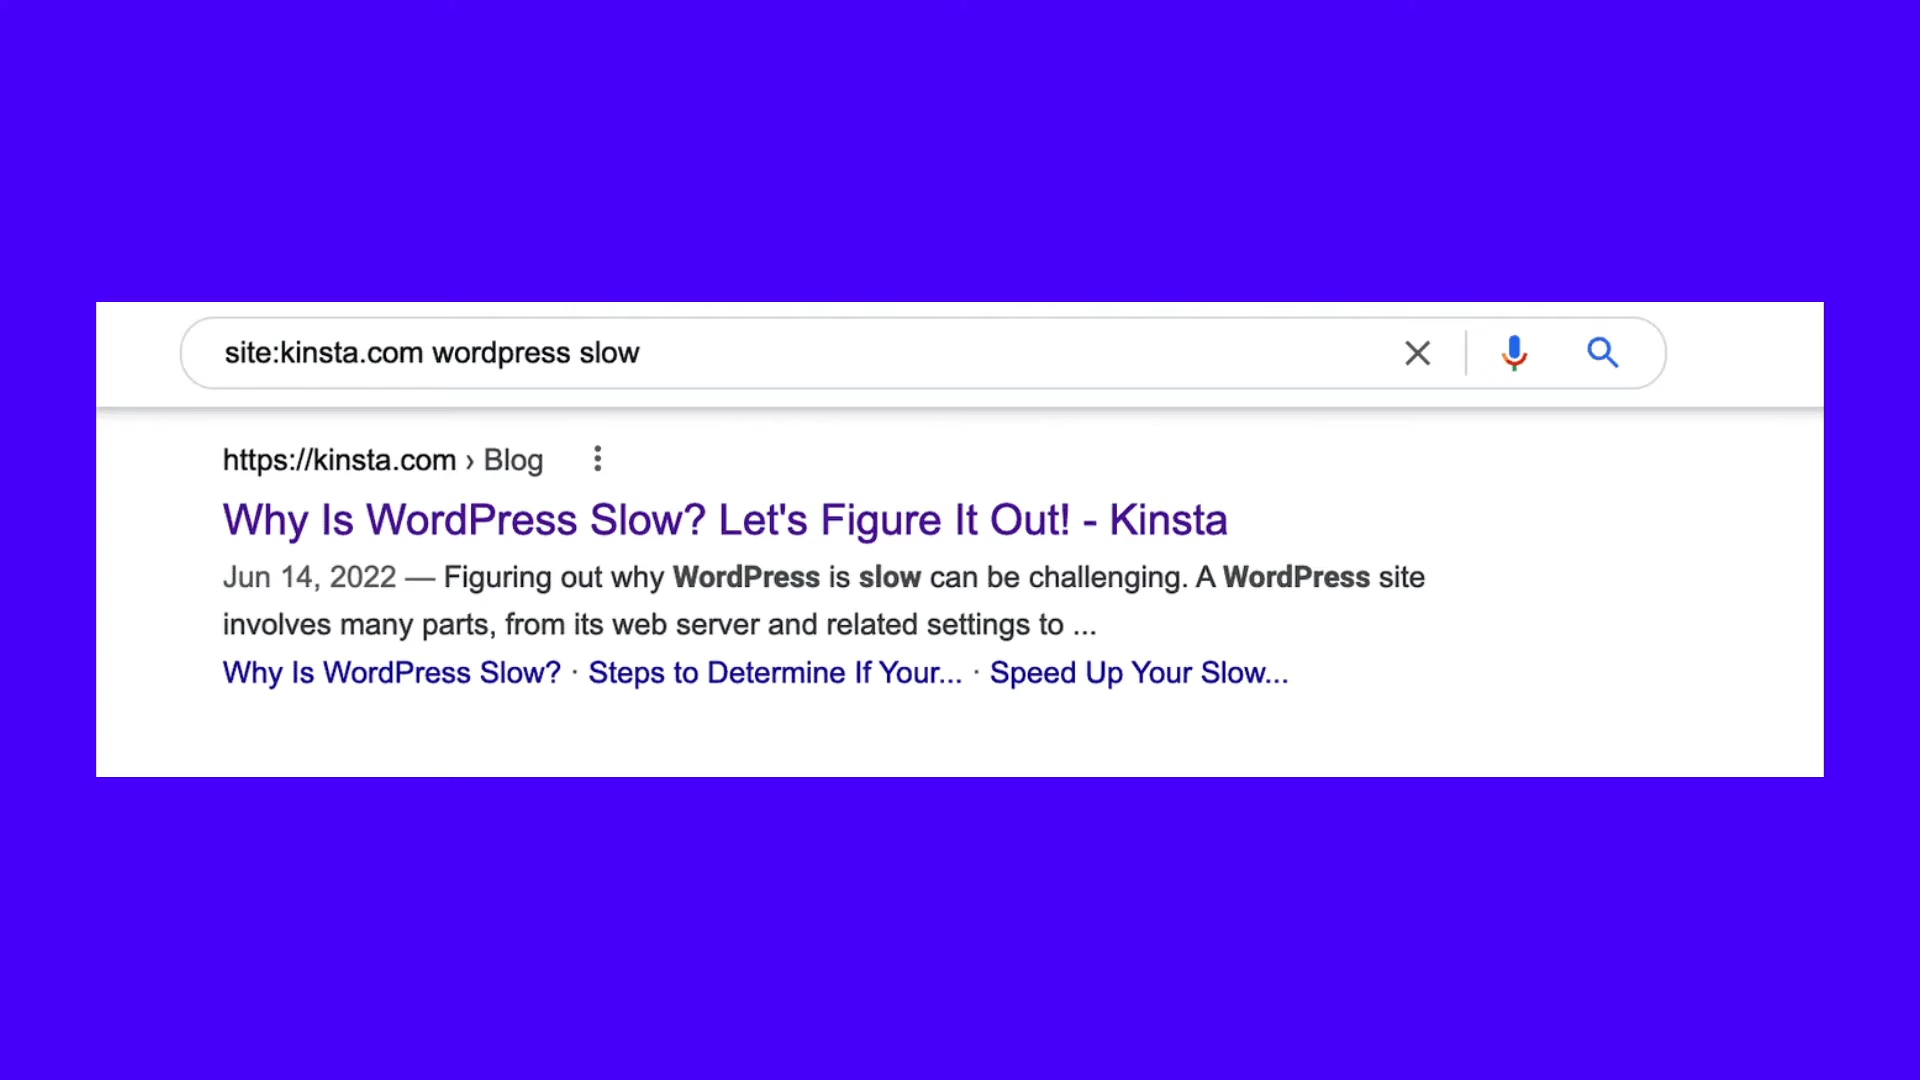 site:kinsta.com wordpress slow
https://kinsta.com › Blog
Why Is WordPress Slow? Let's Figure It Out! - Kinsta
Jun 14, 2022 — Figuring out why WordPress is slow can be challenging. A WordPress site
involves many parts, from its web server and related settings to ...
Why Is WordPress Slow? · Steps to Determine If Your... · Speed Up Your Slow...